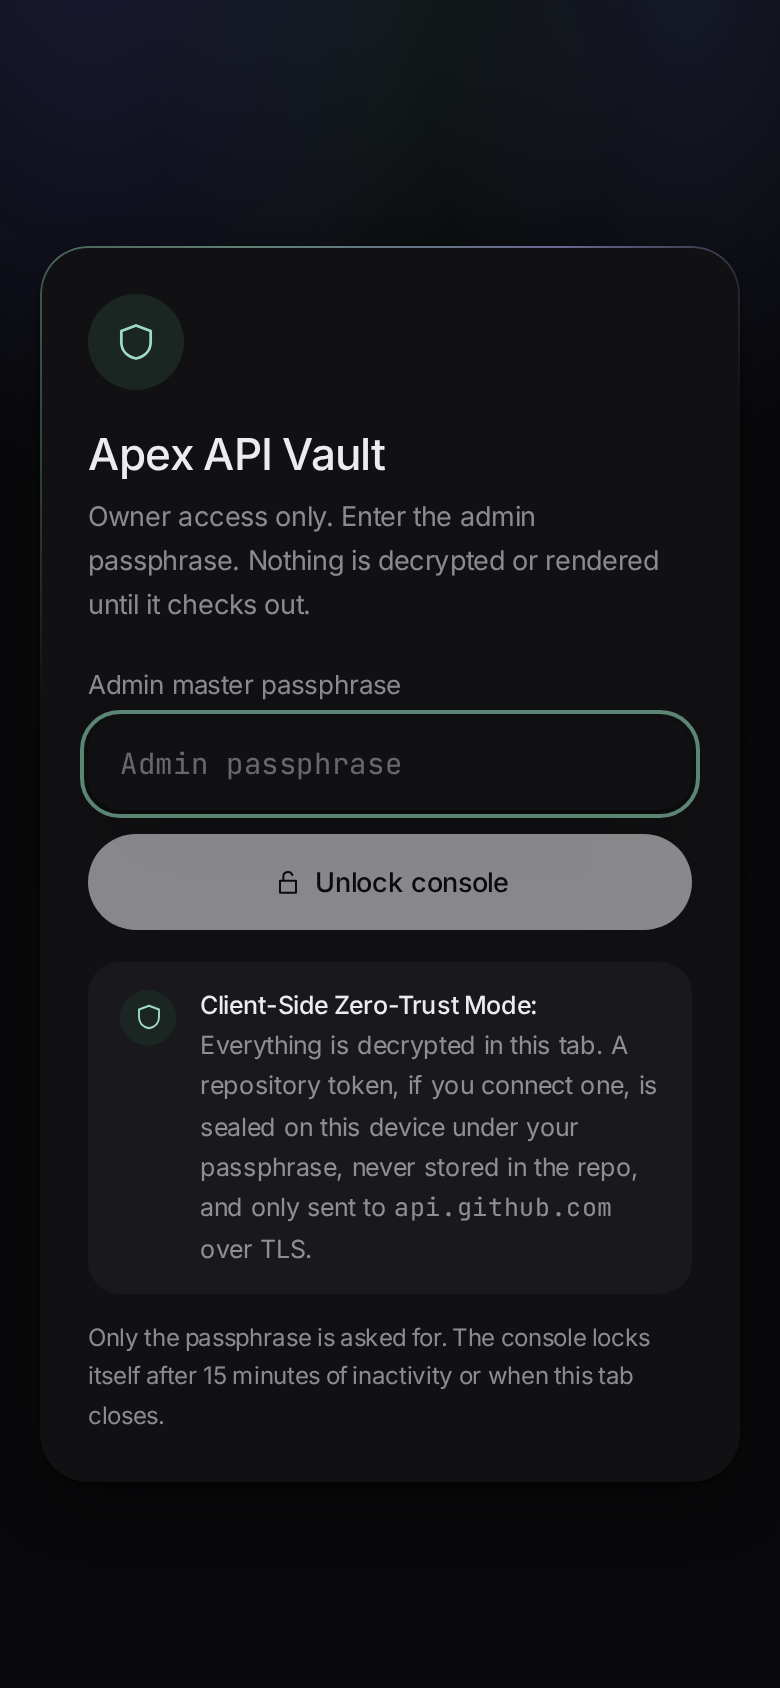 Apex API Vault
Owner access only. Enter the admin
passphrase. Nothing is decrypted or rendered
until it checks out.
Admin master passphrase
Admin passphrase
Unlock console
Client-Side Zero-Trust Mode:
Everything is decrypted in this tab. A
repository token, if you connect one, is
sealed on this device under your
passphrase, never stored in the repo,
and only sent to api.github.com
over TLS.
Only the passphrase is asked for. The console locks
itself after 15 minutes of inactivity or when this tab
closes.